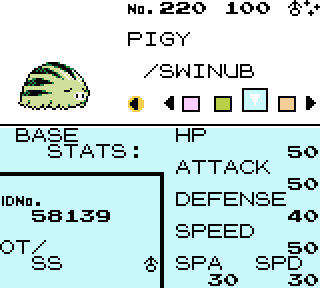 No. 220 100 ♂
PIGY
/SWINUB
BASE
STATS:
IDNo.
58139
OT/
SS ♂
HP
50
ATTACK
50
DEFENSE
40
SPEED
50
SPA SPD
30 30